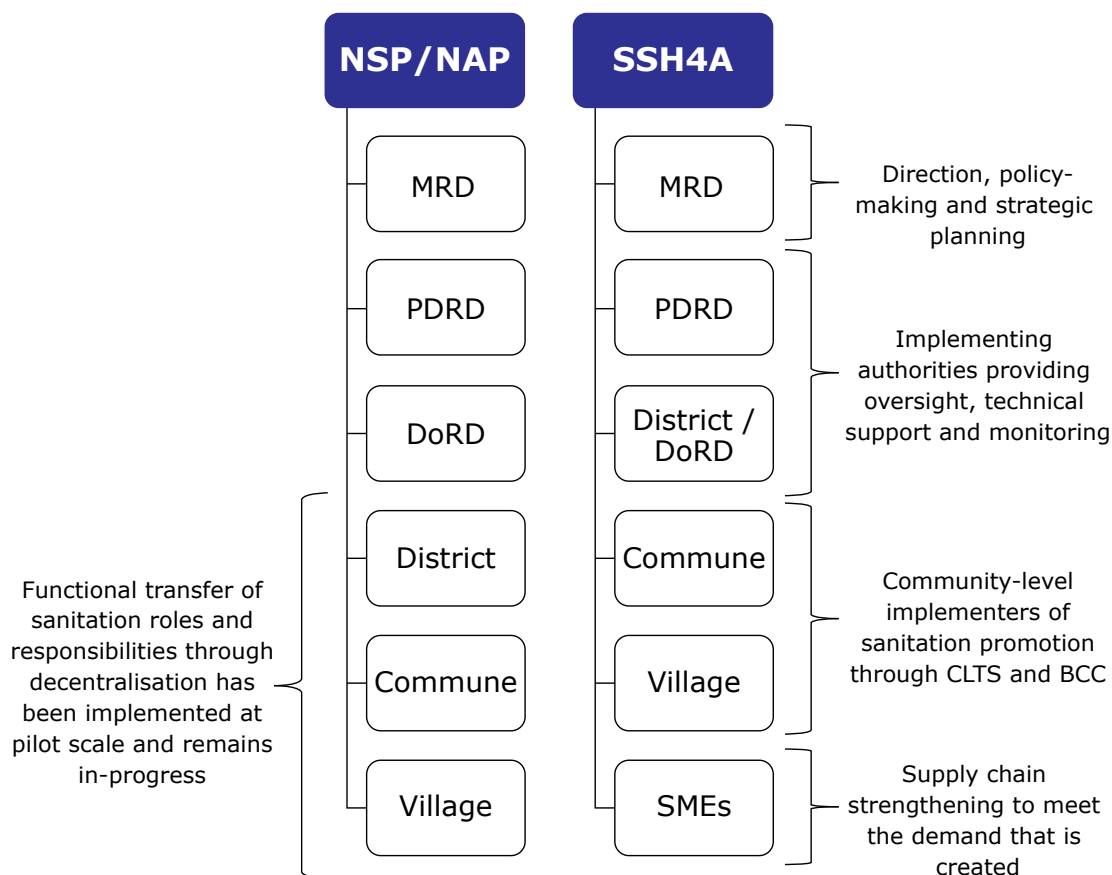 NSP/NAP
SSH4A
MRD
PDRD
DoRD
District
Commune
Village
MRD
PDRD
District /
DoRD
Commune
Village
SMEs
Functional transfer of
sanitation roles and
responsibilities through
decentralisation has
been implemented at
pilot scale and remains
in-progress
Direction, policy-
making and strategic
planning
Implementing
authorities providing
oversight, technical
support and monitoring
Community-level
implementers of
sanitation promotion
through CLTS and BCC
Supply chain
strengthening to meet
the demand that is
created